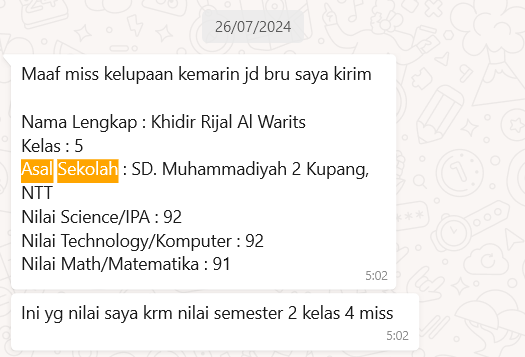 26/07/2024
Maaf miss kelupaan kemarin jd bru saya kirim
Nama Lengkap : Khidir Rijal Al Warits
Kelas : 5
Asal Sekolah : SD. Muhammadiyah 2 Kupang,
NTT
Nilai Science/IPA : 92
Nilai Technology/Komputer : 92
Nilai Math/Matematika : 91
5:02
Ini yg nilai saya krm nilai semester 2 kelas 4 miss
5:02